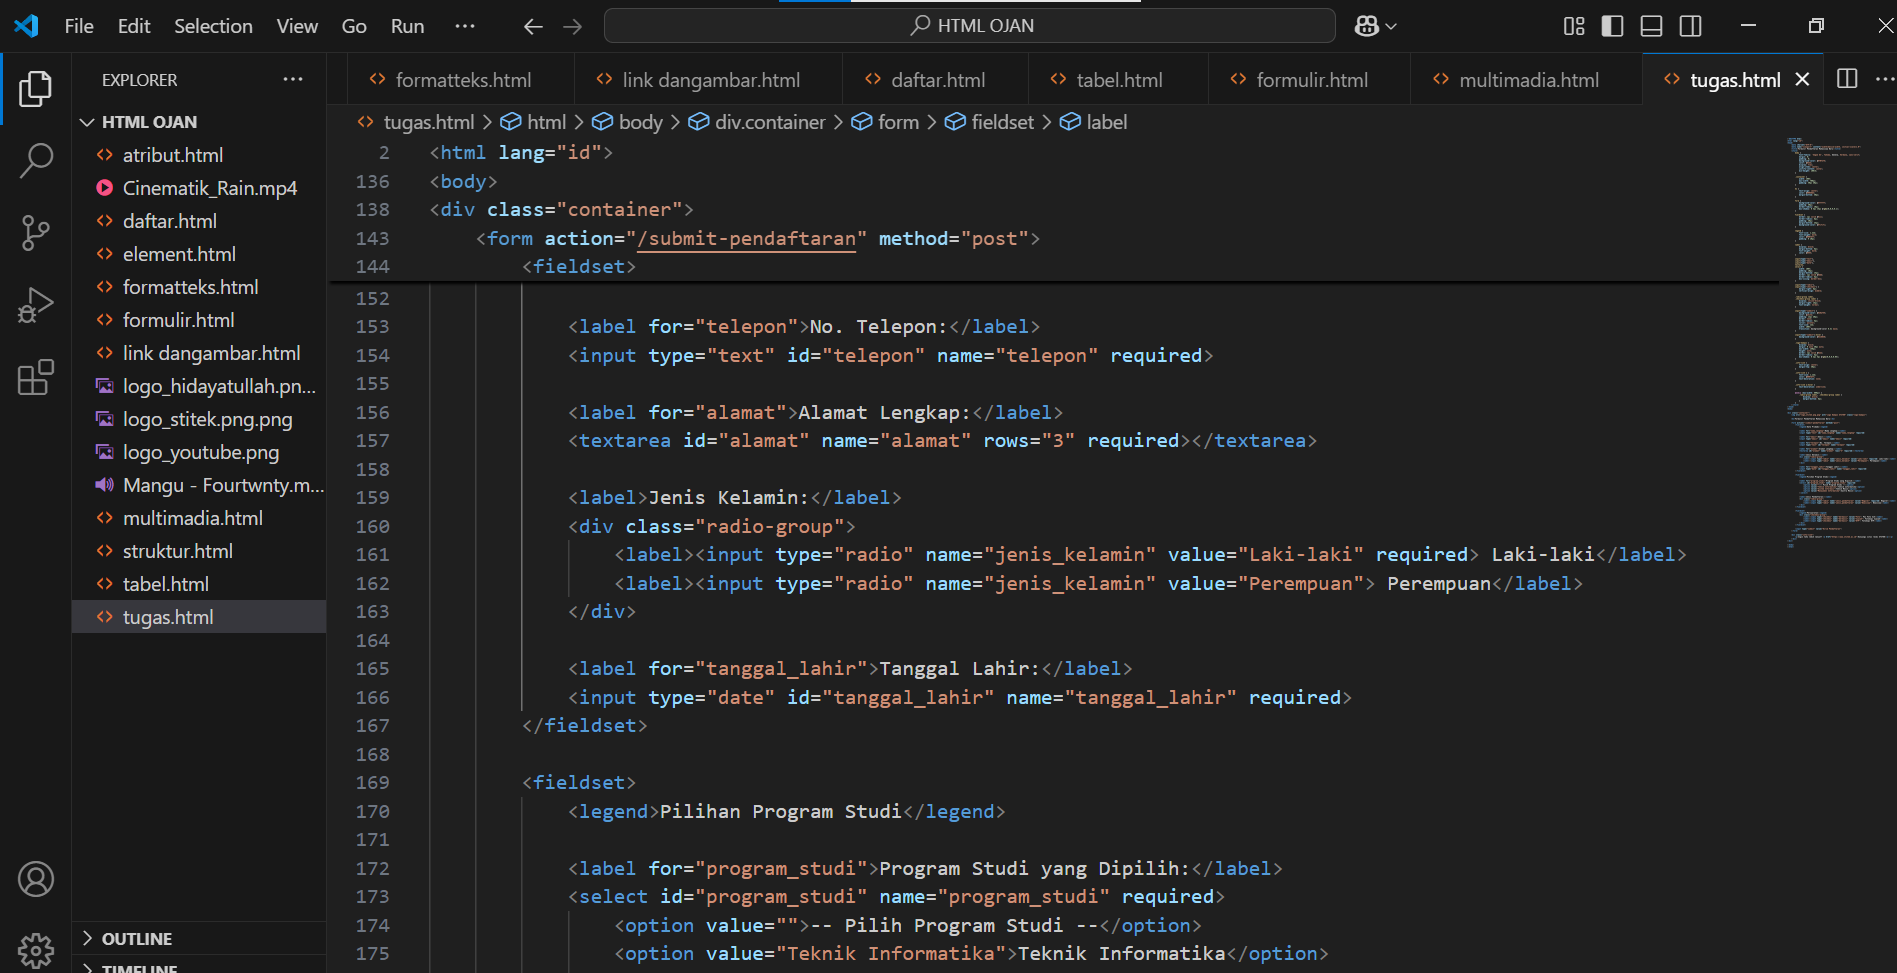 File Edit Selection View Go Run ··· HTML OJAN
EXPLORER ···
formatteks.html link dangambar.html daftar.html tabel.html formulir.html multimadia.html tugas.html
HTML OJAN
atribut.html
Cinematik_Rain.mp4
daftar.html
element.html
formatteks.html
formulir.html
link dangambar.html
logo_hidayatullah.pn...
logo_stitek.png.png
logo_youtube.png
Mangu - Fourtwnty.m...
multimadia.html
struktur.html
tabel.html
tugas.html
OUTLINE
TIMELINE
tugas.html > html > body > div.container > form > fieldset > label
2 <html lang="id">
136 <body>
138 <div class="container">
143 <form action="/submit-pendaftaran" method="post">
144 <fieldset>
152
153 <label for="telepon">No. Telepon:</label>
154 <input type="text" id="telepon" name="telepon" required>
155
156 <label for="alamat">Alamat Lengkap:</label>
157 <textarea id="alamat" name="alamat" rows="3" required></textarea>
158
159 <label>Jenis Kelamin:</label>
160 <div class="radio-group">
161 <label><input type="radio" name="jenis_kelamin" value="Laki-laki" required> Laki-laki</label>
162 <label><input type="radio" name="jenis_kelamin" value="Perempuan"> Perempuan</label>
163 </div>
164
165 <label for="tanggal_lahir">Tanggal Lahir:</label>
166 <input type="date" id="tanggal_lahir" name="tanggal_lahir" required>
167 </fieldset>
168
169 <fieldset>
170 <legend>Pilihan Program Studi</legend>
171
172 <label for="program_studi">Program Studi yang Dipilih:</label>
173 <select id="program_studi" name="program_studi" required>
174 <option value="">-- Pilih Program Studi --</option>
175 <option value="Teknik Informatika">Teknik Informatika</option>